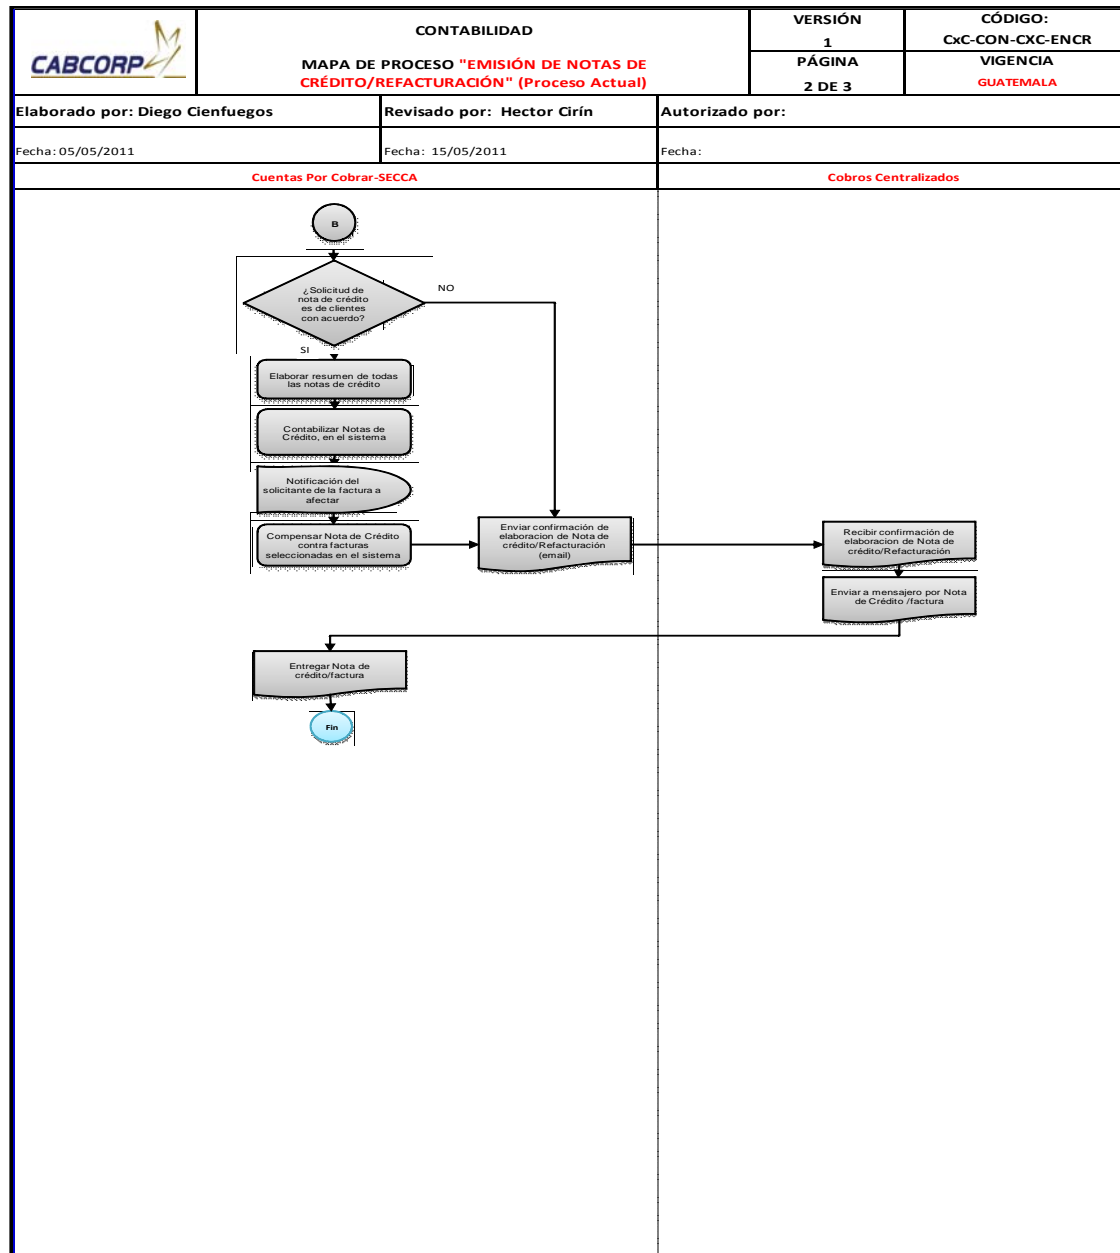 CABCORP
CONTABILIDAD
MAPA DE PROCESO "EMISIÓN DE NOTAS DE
CRÉDITO/REFACTURACIÓN" (Proceso Actual)
VERSIÓN
1
CÓDIGO:
CxC-CON-CXC-ENCR
PÁGINA
2 DE 3
VIGENCIA
GUATEMALA
Elaborado por: Diego Cienfuegos
Revisado por: Hector Cirín
Autorizado por:
Fecha: 05/05/2011
Fecha: 15/05/2011
Fecha:
Cuentas Por Cobrar-SECCA
Cobros Centralizados
B
¿Solicitud de
nota de crédito
es de clientes
con acuerdo?
NO
SI
Elaborar resumen de todas
las notas de crédito
Contabilizar Notas de
Crédito, en el sistema
Notificación del
solicitante de la factura a
afectar
Compensar Nota de Crédito
contra facturas
seleccionadas en el sistema
Enviar confirmación de
elaboracion de Nota de
crédito/Refacturación
(email)
Recibir confirmación de
elaboracion de Nota de
crédito/Refacturación
Enviar a mensajero por Nota
de Crédito /factura
Entregar Nota de
crédito/factura
Fin